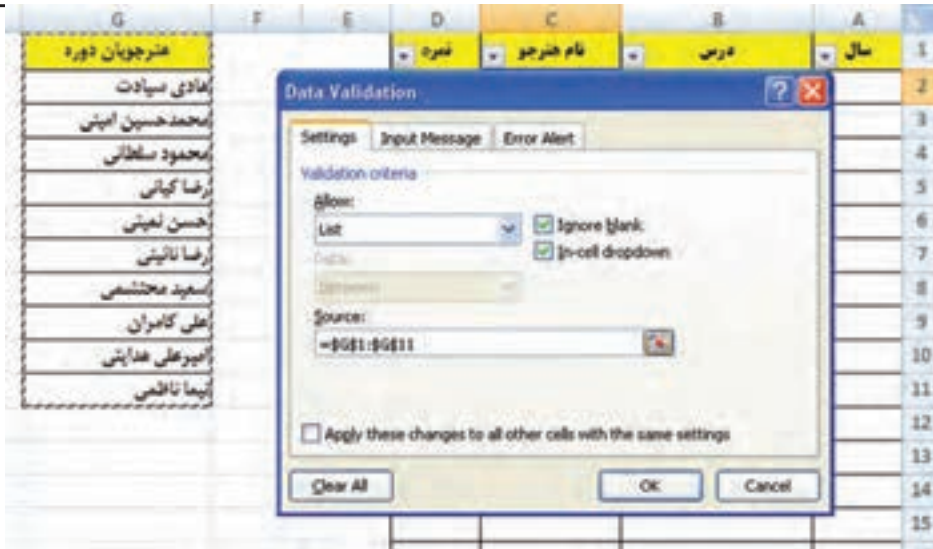 A B C D E F G
1 سال درس نام هنرجو نمره هنرجویان دوره
2 هادی سیادت
3 محمدحسین امینی
4 محمود سلطانی
5 رضا کیانی
6 حسن نعیتی
7 رضا نائینی
8 سعید محتشمی
9 علی کامران
10 امیرعلی هدایتی
11 نیما ناظمی
12
13
14
15
Data Validation
Settings Input Message Error Alert
Validation criteria
Allow:
List
Ignore blank
In-cell dropdown
Data:
between
Source:
=$G$1:$G$11
Apply these changes to all other cells with the same settings
Clear All OK Cancel